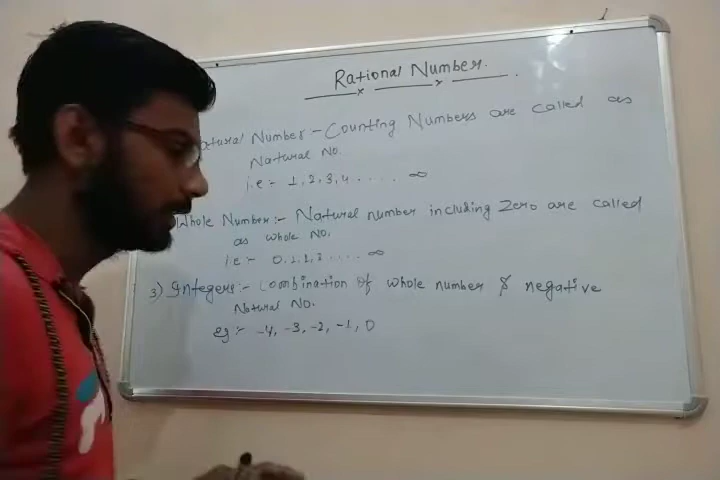 Rational Number.
Natural Number - Counting Numbers are called as
Natural No.
i.e :- 1, 2, 3, 4 ..... ∞
Whole Number :- Natural number including Zero are called
as whole No.
i.e :- 0, 1, 2, 3 .... ∞
3) Integers :- Combination of whole number & negative
Natural No.
eg :- -4, -3, -2, -1, 0